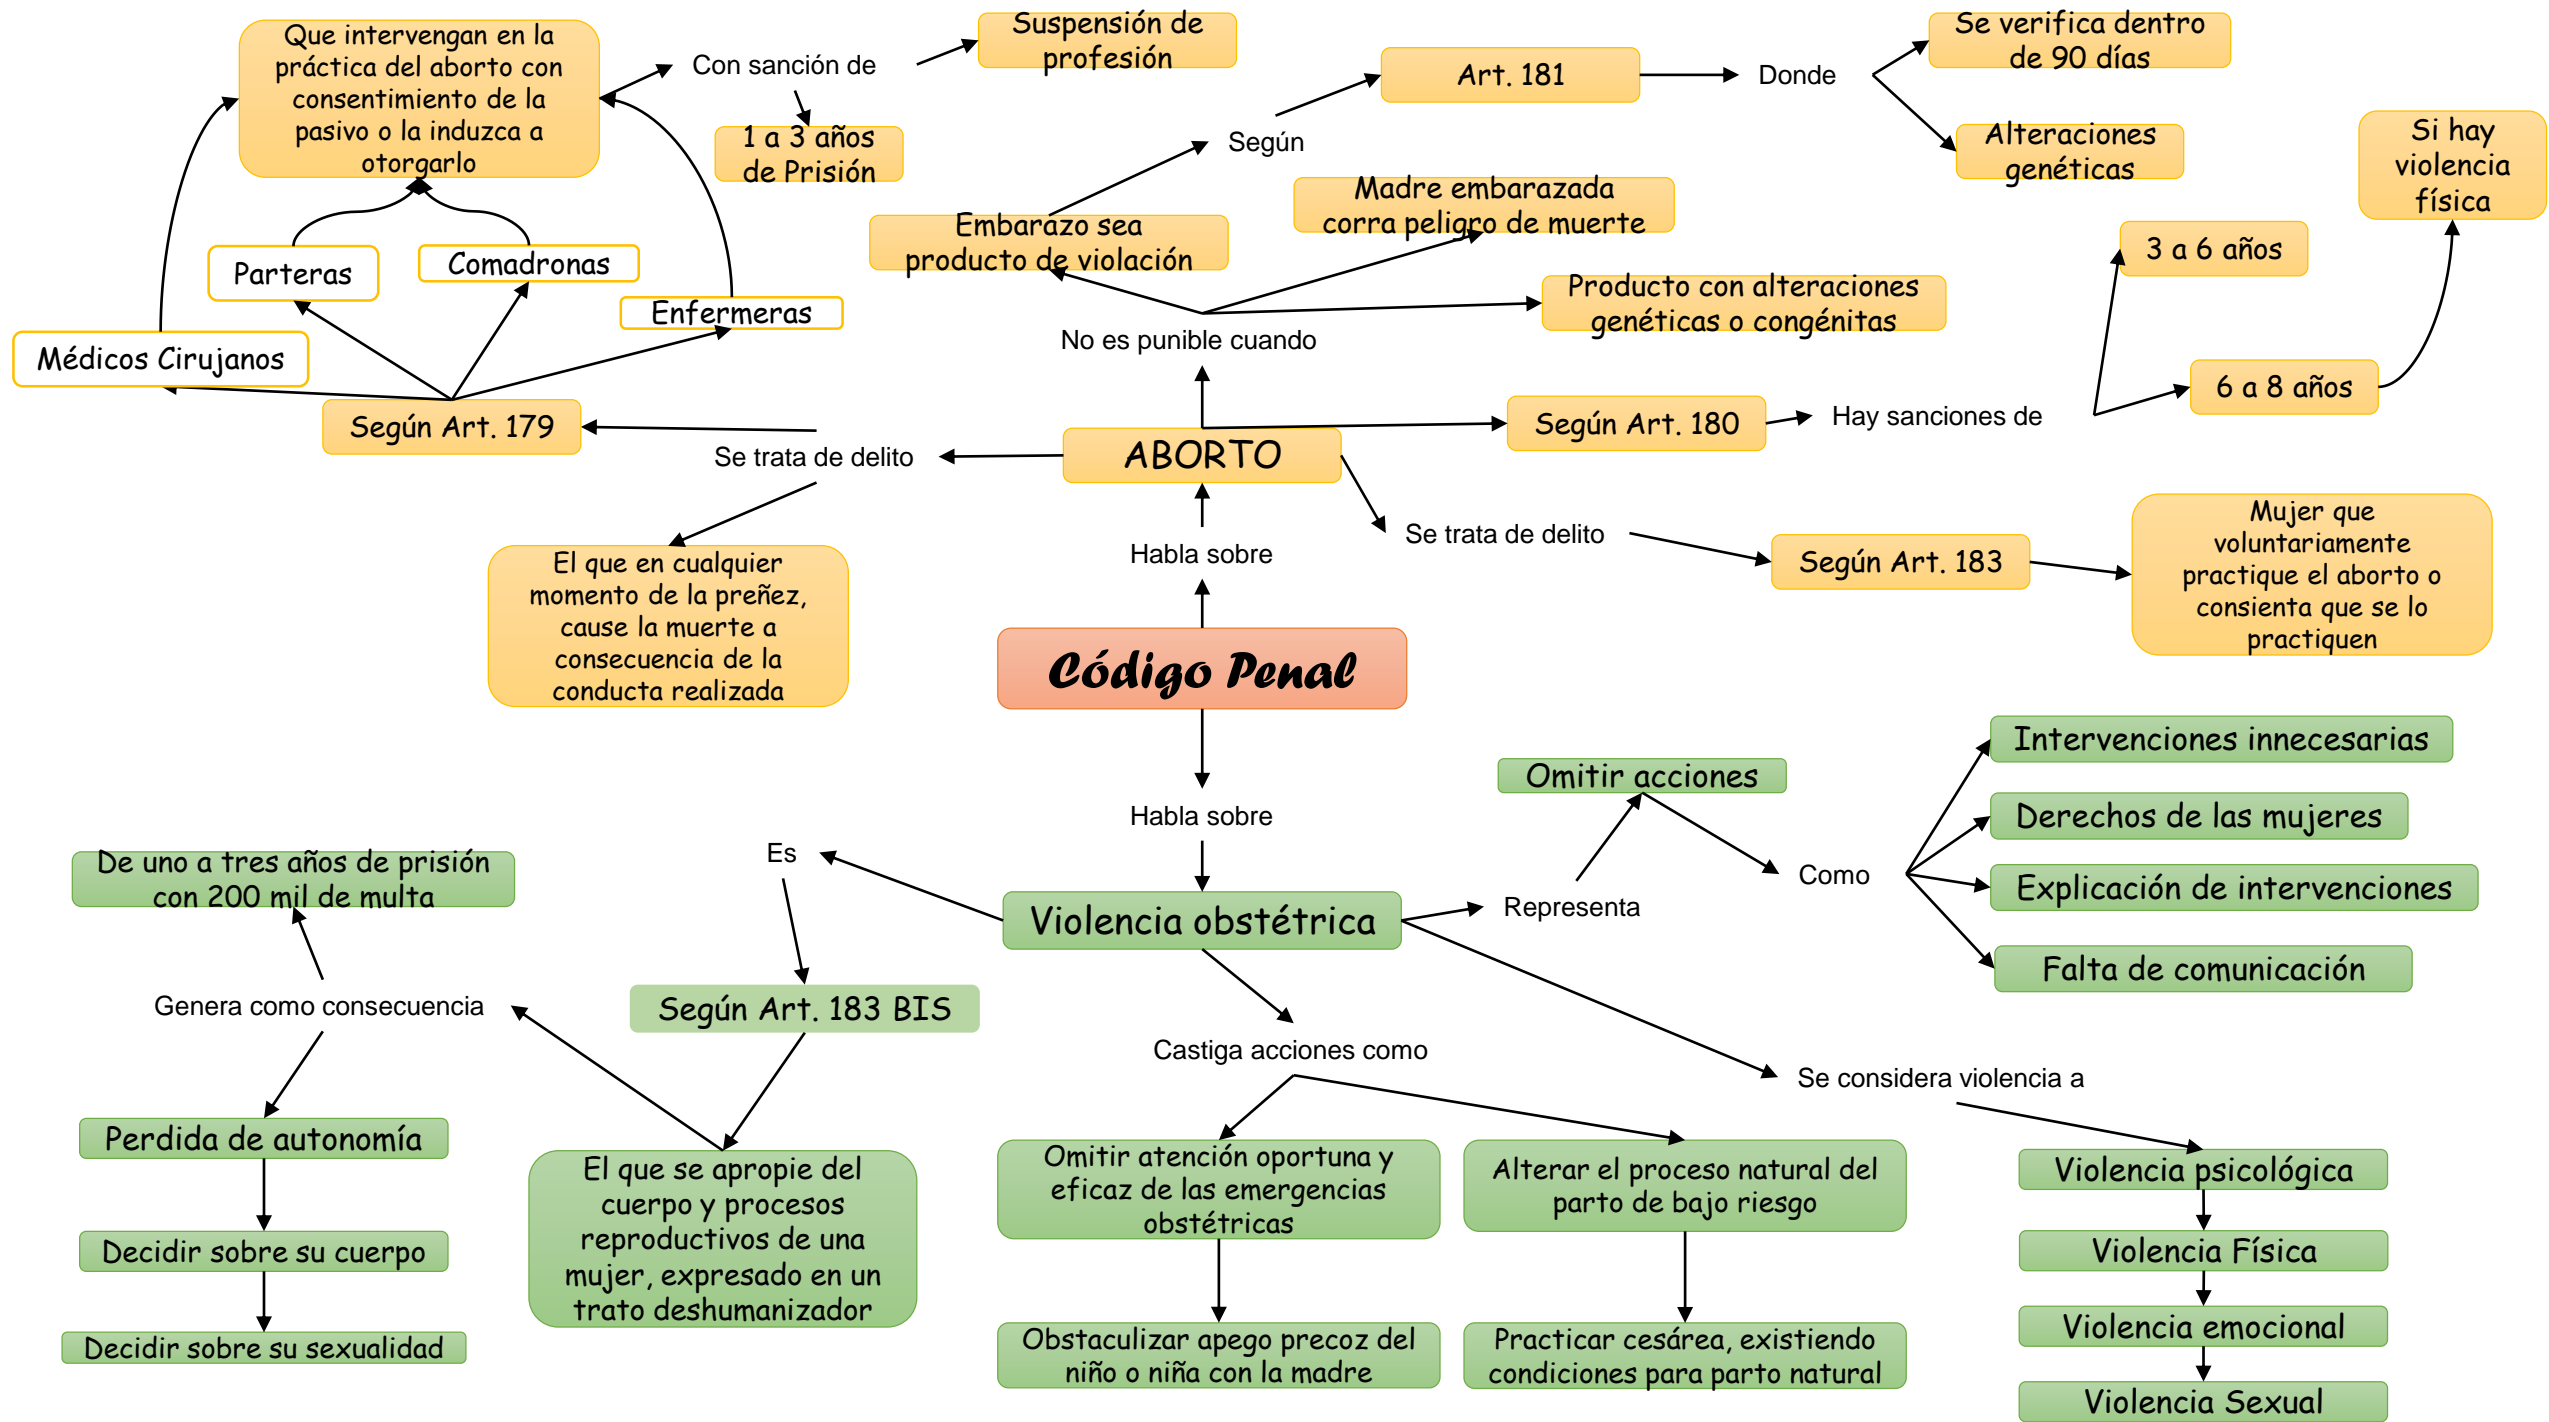 Que intervengan en la
práctica del aborto con
consentimiento de la
pasivo o la induzca a
otorgarlo
Con sanción de
Suspensión de
profesión
1 a 3 años
de Prisión
Parteras
Comadronas
Enfermeras
Médicos Cirujanos
Según Art. 179
Se trata de delito
El que en cualquier
momento de la preñez,
cause la muerte a
consecuencia de la
conducta realizada
Art. 181
Donde
Se verifica dentro
de 90 días
Alteraciones
genéticas
Según
Embarazo sea
producto de violación
Madre embarazada
corra peligro de muerte
Producto con alteraciones
genéticas o congénitas
No es punible cuando
Si hay
violencia
física
3 a 6 años
6 a 8 años
Según Art. 180
Hay sanciones de
ABORTO
Se trata de delito
Según Art. 183
Mujer que
voluntariamente
practique el aborto o
consienta que se lo
practiquen
Habla sobre
Código Penal
Habla sobre
Violencia obstétrica
Es
Según Art. 183 BIS
El que se apropie del
cuerpo y procesos
reproductivos de una
mujer, expresado en un
trato deshumanizador
De uno a tres años de prisión
con 200 mil de multa
Genera como consecuencia
Perdida de autonomía
Decidir sobre su cuerpo
Decidir sobre su sexualidad
Omitir acciones
Representa
Como
Intervenciones innecesarias
Derechos de las mujeres
Explicación de intervenciones
Falta de comunicación
Castiga acciones como
Omitir atención oportuna y
eficaz de las emergencias
obstétricas
Obstaculizar apego precoz del
niño o niña con la madre
Alterar el proceso natural del
parto de bajo riesgo
Practicar cesárea, existiendo
condiciones para parto natural
Se considera violencia a
Violencia psicológica
Violencia Física
Violencia emocional
Violencia Sexual